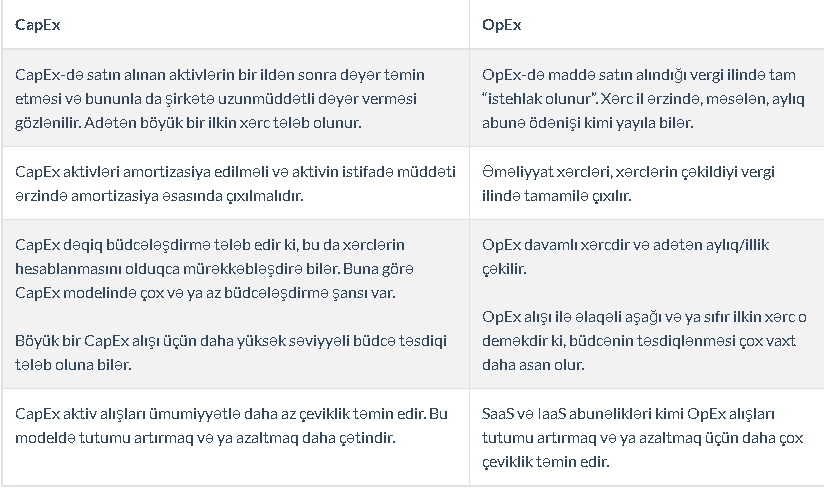 CapEx
OpEx
CapEx-də satın alınan aktivlərin bir ildən sonra dəyər təmin
etməsi və bununla da şirkətə uzunmüddətli dəyər verməsi
gözlənilir. Adətən böyük bir ilkin xərc tələb olunur.
OpEx-də maddə satın alındığı vergi ilində tam
“istehlak olunur”. Xərc il ərzində, məsələn, aylıq
abunə ödənişi kimi yayıla bilər.
CapEx aktivləri amortizasiya edilməli və aktivin istifadə müddəti
ərzində amortizasiya əsasında çıxılmalıdır.
Əməliyyat xərcləri, xərclərin çəkildiyi vergi
ilində tamamilə çıxılır.
CapEx dəqiq büdcələşdirmə tələb edir ki, bu da xərclərin
hesablanmasını olduqca mürəkkəbləşdirə bilər. Buna görə
CapEx modelində çox və ya az büdcələşdirmə şansı var.
Böyük bir CapEx alışı üçün daha yüksək səviyyəli büdcə təsdiqi
tələb oluna bilər.
OpEx davamlı xərcdir və adətən aylıq/illik
çəkilir.
OpEx alışı ilə əlaqəli aşağı və ya sıfır ilkin xərc o
deməkdir ki, büdcənin təsdiqlənməsi çox vaxt
daha asan olur.
CapEx aktiv alışları ümumiyyətlə daha az çeviklik təmin edir. Bu
modeldə tutumu artırmaq və ya azaltmaq daha çətindir.
SaaS və IaaS abunəlikləri kimi OpEx alışları
tutumu artırmaq və ya azaltmaq üçün daha çox
çeviklik təmin edir.